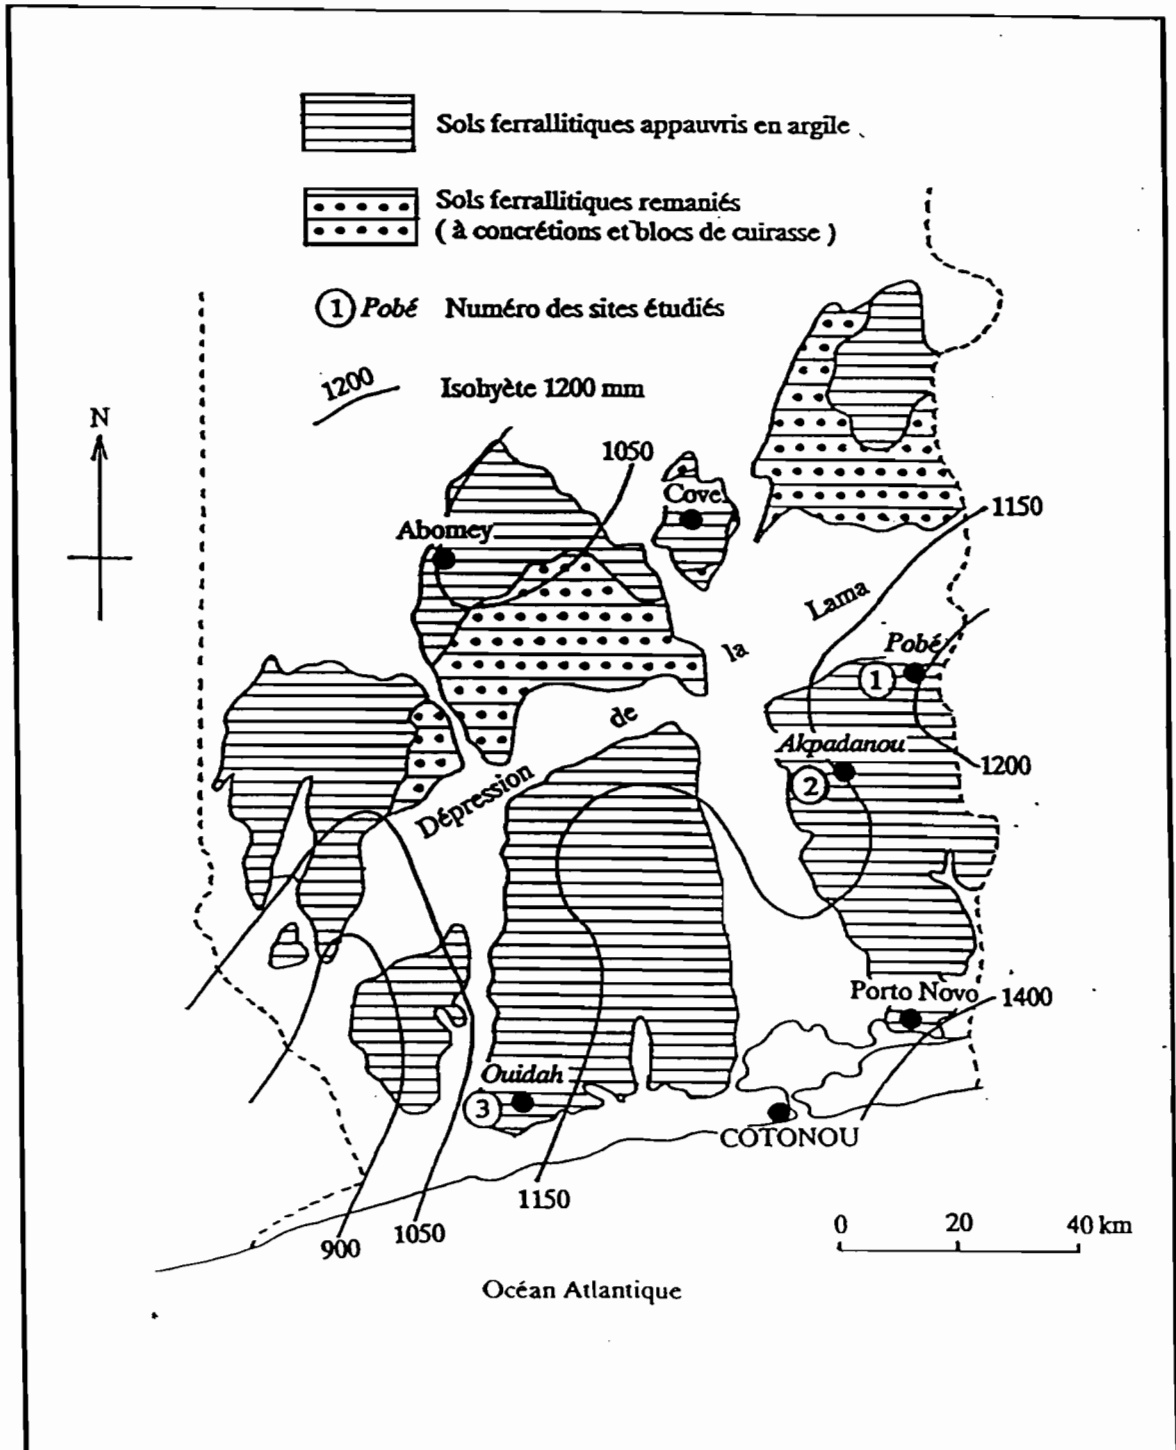 Sols ferrallitiques appauvris en argile
Sols ferrallitiques remaniés
( à concrétions et blocs de cuirasse )
1 Pobé Numéro des sites étudiés
1200 Isohyète 1200 mm
N
1050
Cove
1150
Abomey
Lama
Pobé
la
1
de
Akpadanou
1200
2
Dépression
Porto Novo
1400
Ouidah
3
COTONOU
1150
0 20 40 km
1050
900
Océan Atlantique